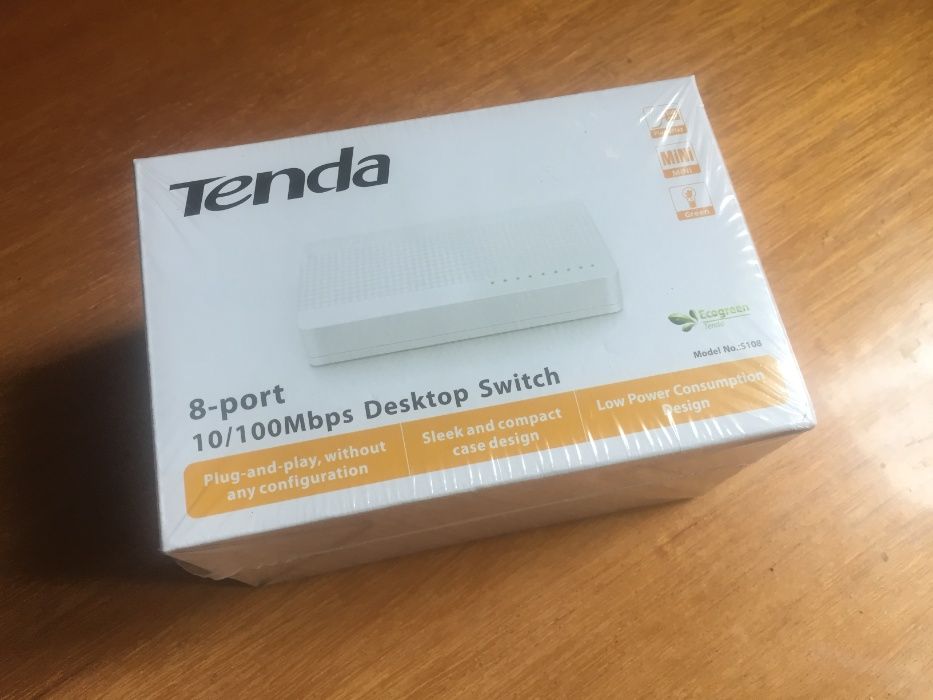 Tenda
MiNi
MiNi
Green
Ecogreen
Tenda
Model No.:S108
8-port
10/100Mbps Desktop Switch
Plug-and-play, without
any configuration
Sleek and compact
case design
Low Power Consumption
Design